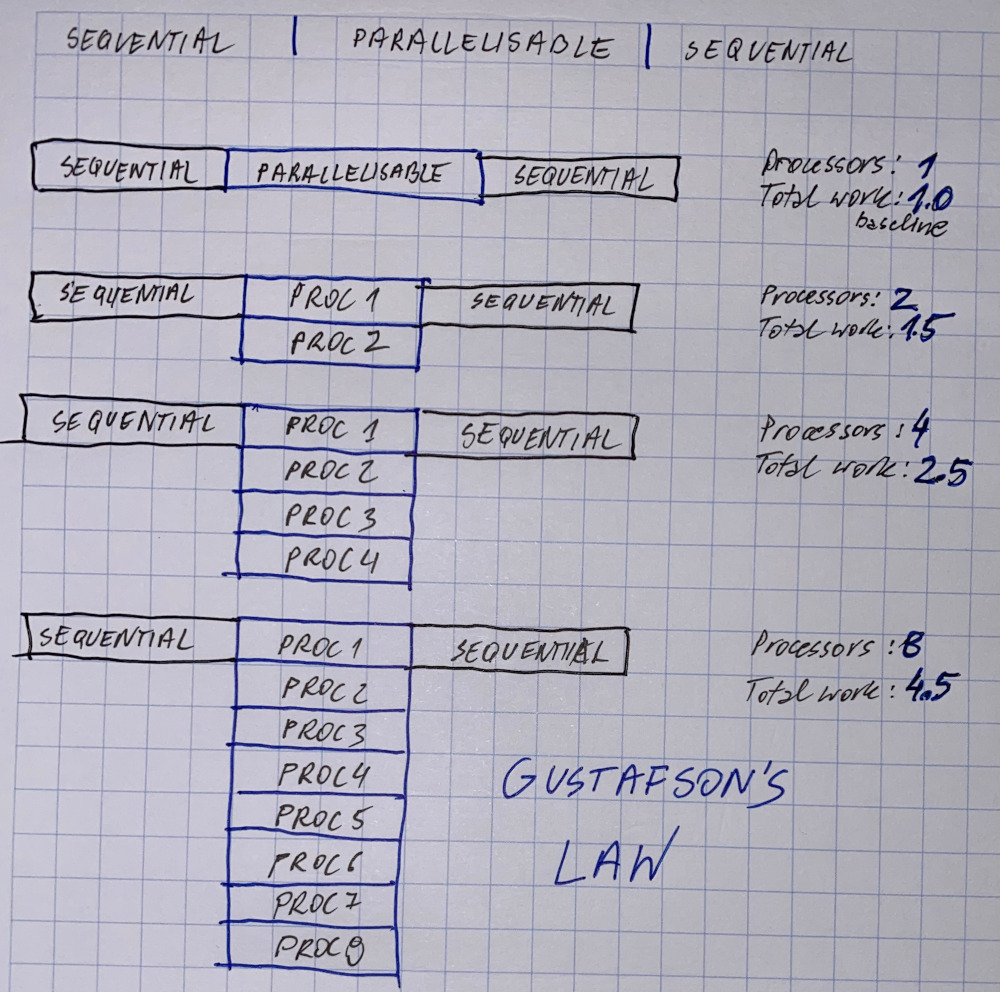 SEQUENTIAL | PARALLELISABLE | SEQUENTIAL
SEQUENTIAL PARALLELISABLE SEQUENTIAL
Processors: 1
Total work: 1.0
baseline
SEQUENTIAL PROC 1 SEQUENTIAL
PROC 2
Processors: 2
Total work: 1.5
SEQUENTIAL PROC 1 SEQUENTIAL
PROC 2
PROC 3
PROC 4
Processors: 4
Total work: 2.5
SEQUENTIAL PROC 1 SEQUENTIAL
PROC 2
PROC 3
PROC 4
PROC 5
PROC 6
PROC 7
PROC 8
Processors: 8
Total work: 4.5
GUSTAFSON'S
LAW